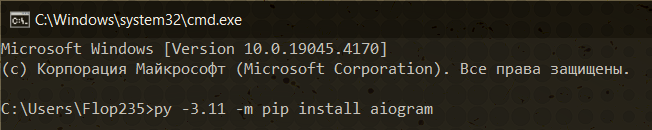 C:\Windows\system32\cmd.exe
Microsoft Windows [Version 10.0.19045.4170]
(c) Корпорация Майкрософт (Microsoft Corporation). Все права защищены.
C:\Users\Flop235>py -3.11 -m pip install aiogram